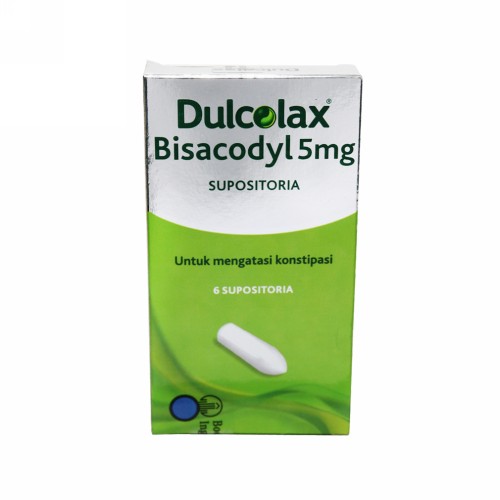 Dulcolax®
Bisacodyl 5mg
SUPOSITORIA
Untuk mengatasi konstipasi
6 SUPOSITORIA